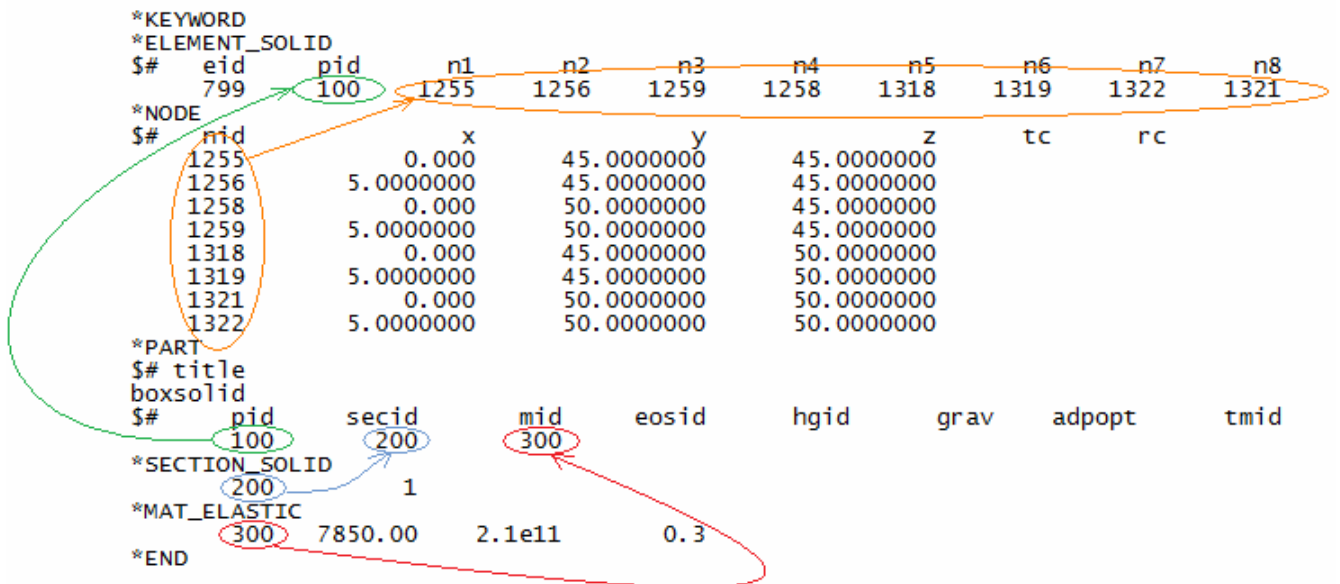 *KEYWORD
*ELEMENT_SOLID
$# eid pid n1 n2 n3 n4 n5 n6 n7 n8
799 100 1255 1256 1259 1258 1318 1319 1322 1321
*NODE
$# nid x y z tc rc
1255 0.000 45.0000000 45.0000000
1256 5.0000000 45.0000000 45.0000000
1258 0.000 50.0000000 45.0000000
1259 5.0000000 50.0000000 45.0000000
1318 0.000 45.0000000 50.0000000
1319 5.0000000 45.0000000 50.0000000
1321 0.000 50.0000000 50.0000000
1322 5.0000000 50.0000000 50.0000000
*PART
$# title
boxsolid
$# pid secid mid eosid hgid grav adpopt tmid
100 200 300
*SECTION_SOLID
200 1
*MAT_ELASTIC
300 7850.00 2.1e11 0.3
*END